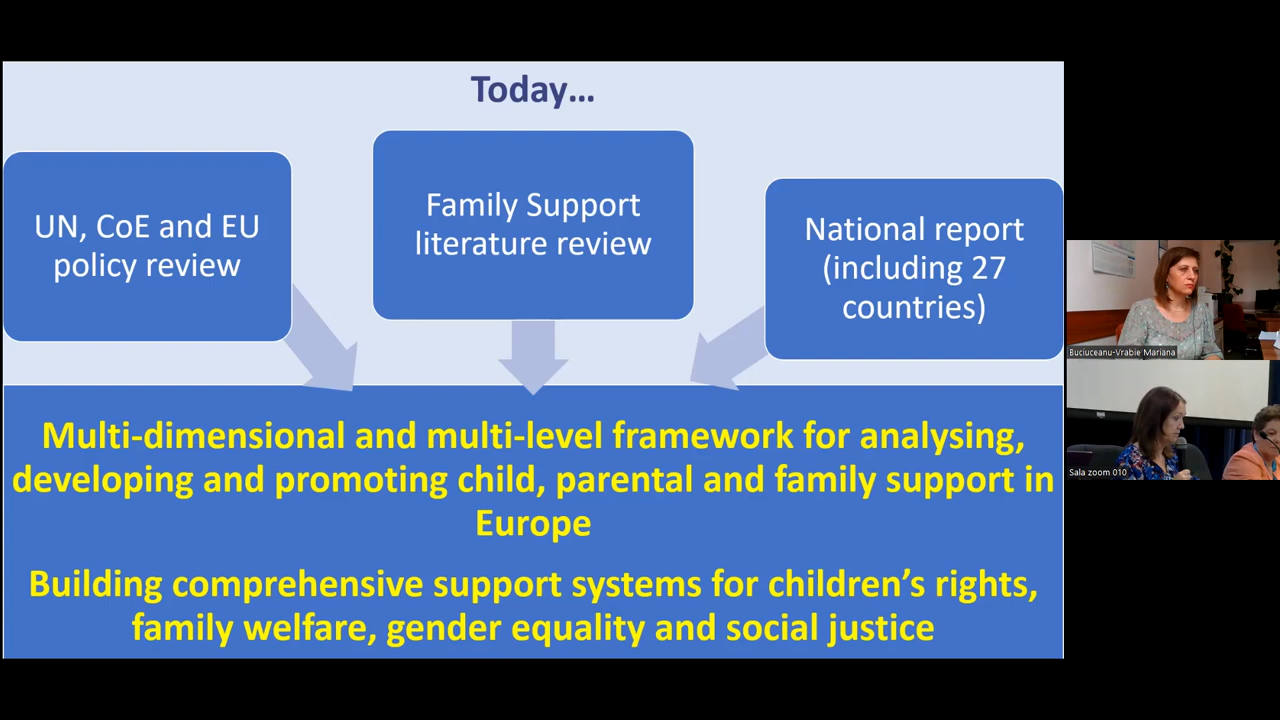 Today…
UN, CoE and EU
policy review
Family Support
literature review
National report
(including 27
countries)
Multi-dimensional and multi-level framework for analysing,
developing and promoting child, parental and family support in
Europe
Building comprehensive support systems for children’s rights,
family welfare, gender equality and social justice
Buciuceanu-Vrabie Mariana
Sala zoom 010